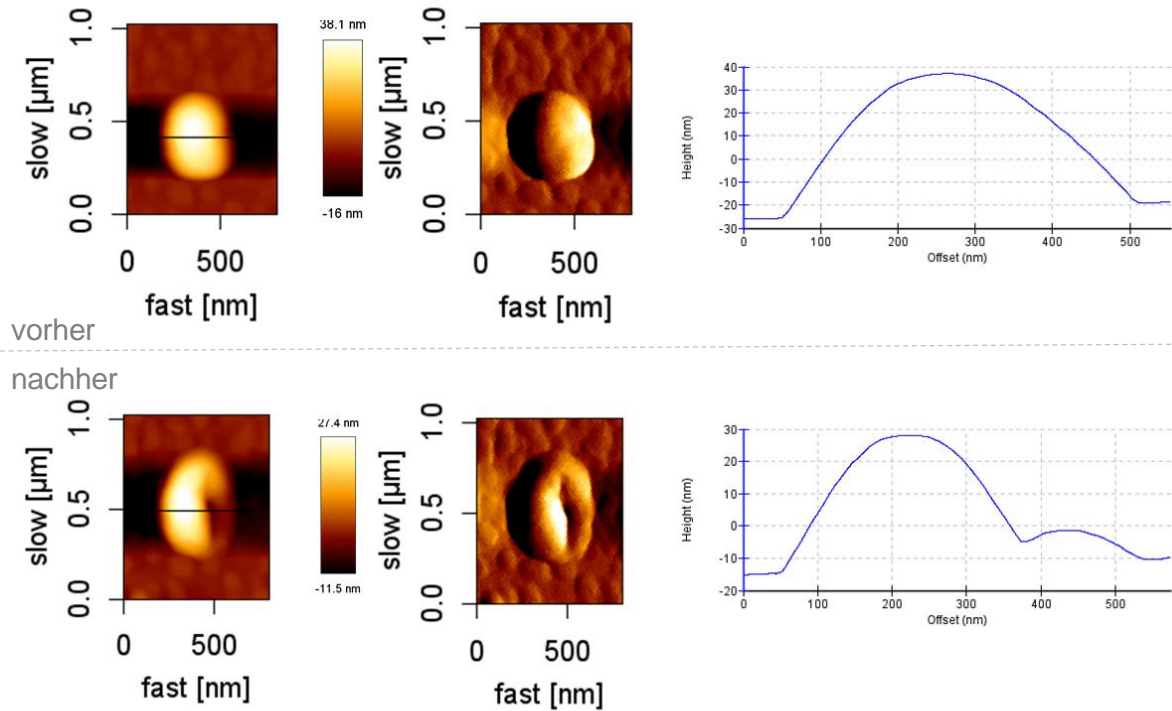 38.1 nm
-16 nm
slow [µm]
1.0
0.5
0.0
0
500
fast [nm]
slow [µm]
1.0
0.5
0.0
0
500
fast [nm]
Height (nm)
40
30
20
10
0
-10
-20
-30
0
100
200
300
400
500
Offset (nm)
vorher
nachher
27.4 nm
-11.5 nm
slow [µm]
1.0
0.5
0.0
0
500
fast [nm]
slow [µm]
1.0
0.5
0.0
0
500
fast [nm]
Height (nm)
30
20
10
0
-10
-20
0
100
200
300
400
500
Offset (nm)